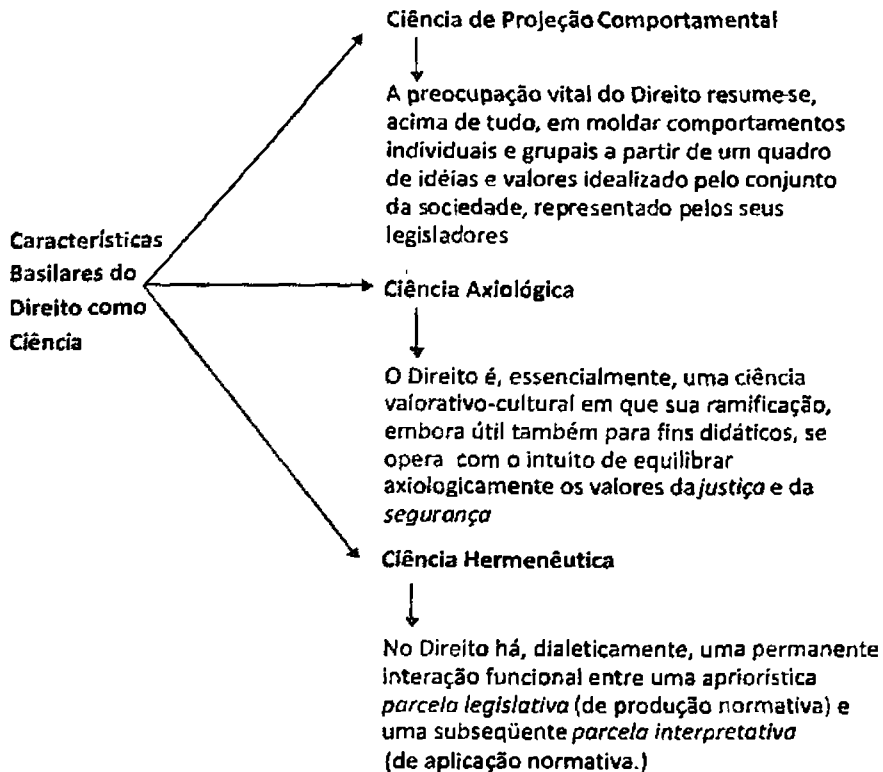 Ciência de Projeção Comportamental
A preocupação vital do Direito resume-se,
acima de tudo, em moldar comportamentos
individuais e grupais a partir de um quadro
de idéias e valores idealizado pelo conjunto
da sociedade, representado pelos seus
legisladores
Características
Basilares do
Direito como
Ciência
Ciência Axiológica
O Direito é, essencialmente, uma ciência
valorativo-cultural em que sua ramificação,
embora útil também para fins didáticos, se
opera com o intuito de equilibrar
axiologicamente os valores da justiça e da
segurança
Ciência Hermenêutica
No Direito há, dialeticamente, uma permanente
interação funcional entre uma apriorística
parcela legislativa (de produção normativa) e
uma subseqüente parcela interpretativa
(de aplicação normativa.)